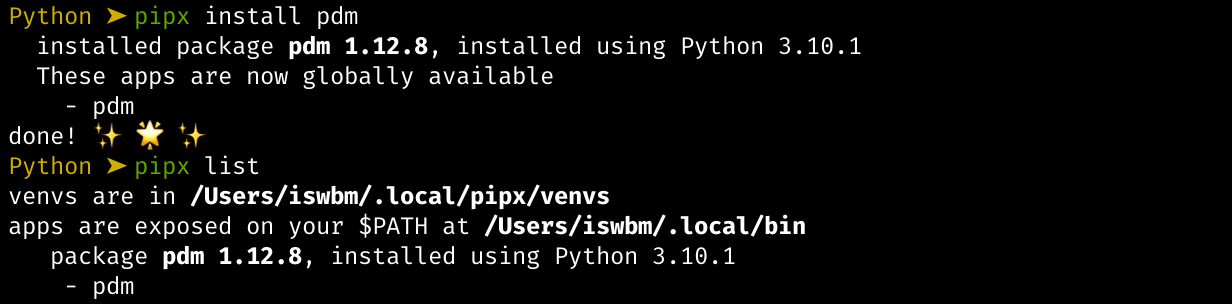 Python ➤ pipx install pdm
  installed package pdm 1.12.8, installed using Python 3.10.1
  These apps are now globally available
    - pdm
done! ✨ 🌟 ✨
Python ➤ pipx list
venvs are in /Users/iswbm/.local/pipx/venvs
apps are exposed on your $PATH at /Users/iswbm/.local/bin
   package pdm 1.12.8, installed using Python 3.10.1
    - pdm